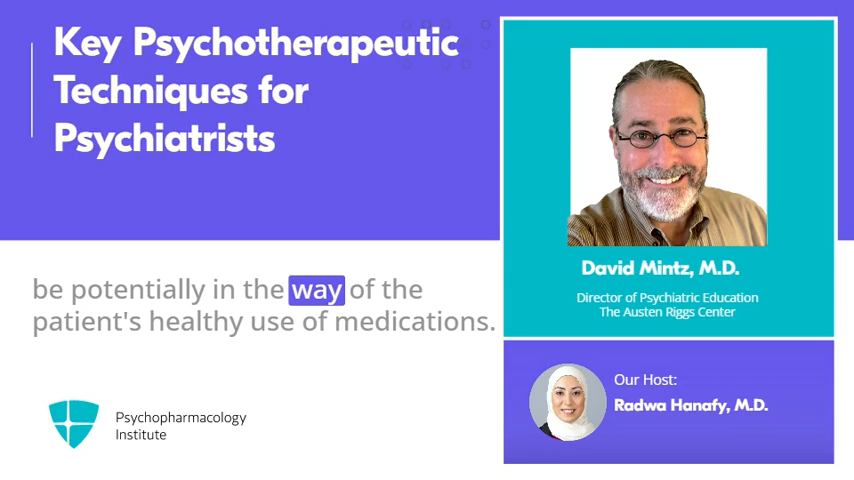 Key Psychotherapeutic
Techniques for
Psychiatrists
be potentially in the way of the
patient's healthy use of medications.
Psychopharmacology
Institute
David Mintz, M.D.
Director of Psychiatric Education
The Austen Riggs Center
Our Host:
Radwa Hanafy, M.D.